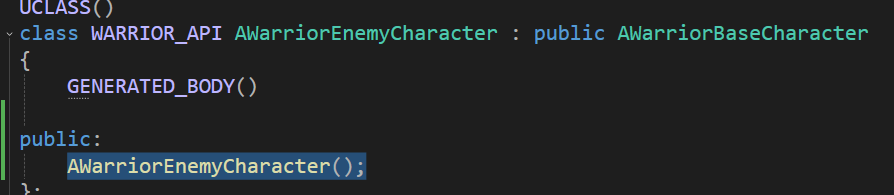 UCLASS()
class WARRIOR_API AWarriorEnemyCharacter : public AWarriorBaseCharacter
{
GENERATED_BODY()
public:
AWarriorEnemyCharacter();
};